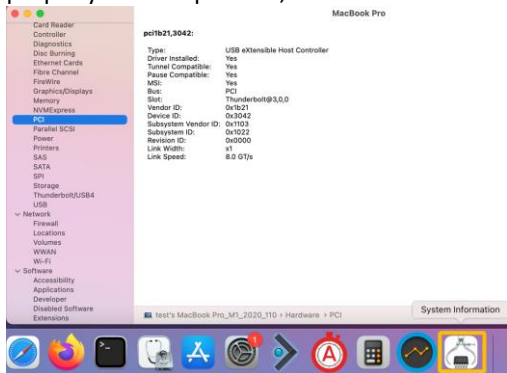 MacBook Pro
Card Reader
Controller
Diagnostics
Disc Burning
Ethernet Cards
Fibre Channel
FireWire
Graphics/Displays
Memory
NVMExpress
PCI
Parallel SCSI
Power
Printers
SAS
SATA
SPI
Storage
Thunderbolt/USB4
USB
Network
Firewall
Locations
Volumes
WWAN
Wi-Fi
Software
Accessibility
Applications
Developer
Disabled Software
Extensions
pci1b21,3042:
Type: USB eXtensible Host Controller
Driver Installed: Yes
Tunnel Compatible: Yes
Pause Compatible: Yes
MSI: Yes
Bus: PCI
Slot: Thunderbolt@3,0,0
Vendor ID: 0x1b21
Device ID: 0x3042
Subsystem Vendor ID: 0x1103
Subsystem ID: 0x1022
Revision ID: 0x0000
Link Width: x1
Link Speed: 8.0 GT/s
test's MacBook Pro_M1_2020_110 › Hardware › PCI
System Information